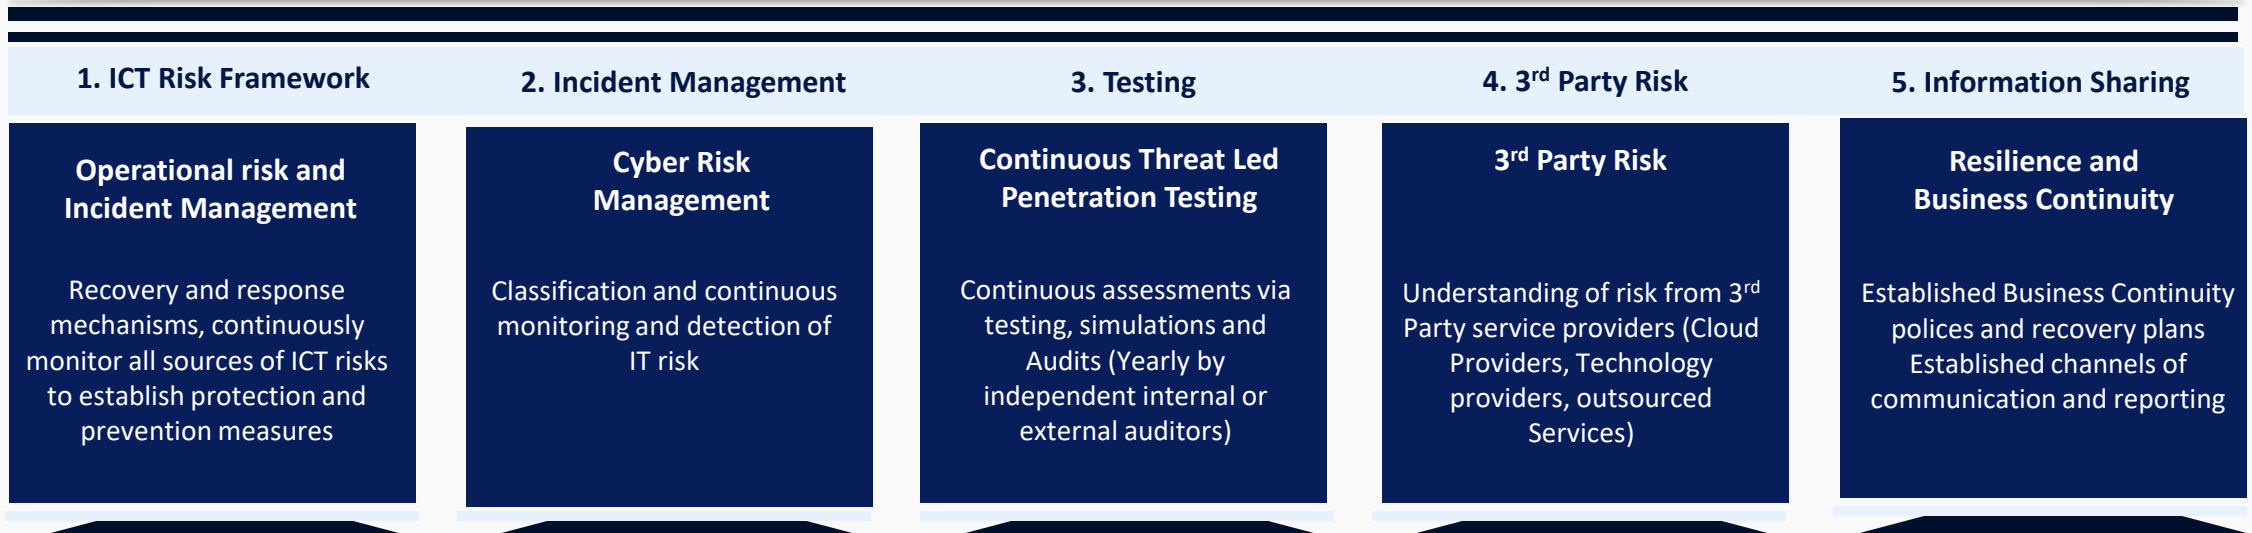 1. ICT Risk Framework
2. Incident Management
3. Testing
4. 3rd Party Risk
5. Information Sharing
Operational risk and
Incident Management
Recovery and response
mechanisms, continuously
monitor all sources of ICT risks
to establish protection and
prevention measures
Cyber Risk
Management
Classification and continuous
monitoring and detection of
IT risk
Continuous Threat Led
Penetration Testing
Continuous assessments via
testing, simulations and
Audits (Yearly by
independent internal or
external auditors)
3rd Party Risk
Understanding of risk from 3rd
Party service providers (Cloud
Providers, Technology
providers, outsourced
Services)
Resilience and
Business Continuity
Established Business Continuity
polices and recovery plans
Established channels of
communication and reporting